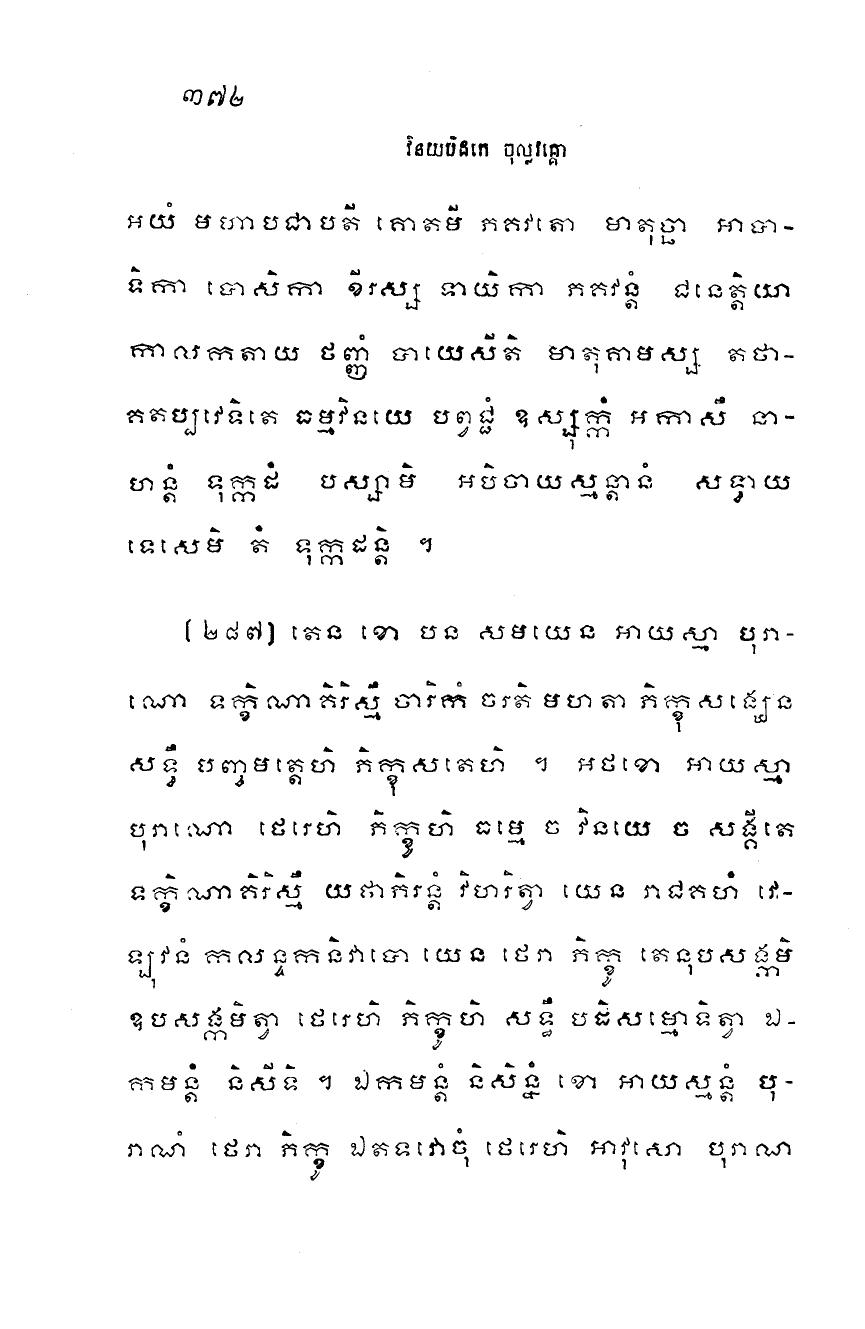 ៣៧២
វិនយបិដកេ ចុល្លវគ្គោ
អយំ មហាបជាបតី គោតមី ភគវតោ មាតុច្ឆា អាបា-
ទិកា បោសិកា ខីរស្ស ទាយិកា ភគវន្តំ ជនេត្តិយា
កាលកតាយ ថញ្ញំ បាយេសីតិ មាតុគាមស្ស តថា-
គតប្បវេទិតេ ធម្មវិនយេ បព្វជ្ជំ ឧស្សុក្កំ អកាសឹ នា-
ហន្តំ ទុក្កដំ បស្សាមិ អបិចាយស្មន្តានំ សទ្ធាយ
ទេសេមិ តំ ទុក្កដន្តិ ។
(២៨៧) តេន ខោ បន សមយេន អាយស្មា បុរា-
ណោ ទក្ខិណាគិរិស្មឹ ចារិកំ ចរតិ មហតា ភិក្ខុសង្ឃេន
សទ្ធឹ បញ្ចមត្តេហិ ភិក្ខុសតេហិ ។ អថខោ អាយស្មា
បុរាណោ ថេរេហិ ភិក្ខូហិ ធម្មេ ច វិនយេ ច សង្គីតេ
ទក្ខិណាគិរិស្មឹ យថាភិរន្តំ វិហរិត្វា យេន រាជគហំ វេ-
ឡុវនំ កលន្ទកនិវាបោ យេន ថេរា ភិក្ខូ តេនុបសង្កមិ
ឧបសង្កមិត្វា ថេរេហិ ភិក្ខូហិ សទ្ធឹ បដិសម្មោទិត្វា ឯ-
កមន្តំ និសីទិ ។ ឯកមន្តំ និសិន្នំ ខោ អាយស្មន្តំ បុ-
រាណំ ថេរា ភិក្ខូ ឯតទវោចុំ ថេរេហិ អាវុសោ បុរាណ